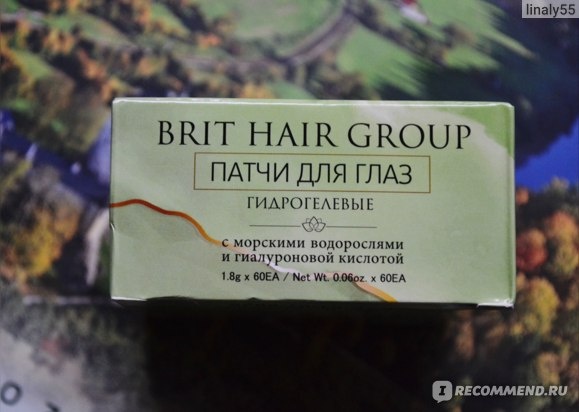 linaly55
BRIT HAIR GROUP
ПАТЧИ ДЛЯ ГЛАЗ
ГИДРОГЕЛЕВЫЕ
с морскими водорослями
и гиалуроновой кислотой
1.8g x 60EA / Net Wt. 0.06oz. x 60EA
I RECOMMEND.RU